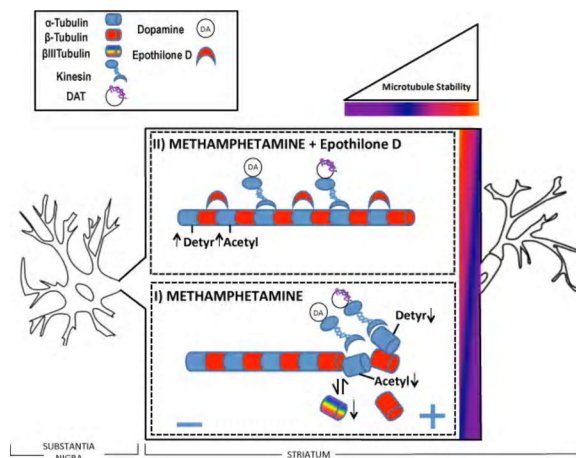 α-Tubulin
β-Tubulin
βIIITubulin
Kinesin
DAT
Dopamine
DA
Epothilone D
Microtubule Stability
II) METHAMPHETAMINE + Epothilone D
DA
↑Detyr↑Acetyl
I) METHAMPHETAMINE
DA
Detyr↓
Acetyl↓
↓
−
+
SUBSTANTIA
NIGRA
STRIATUM